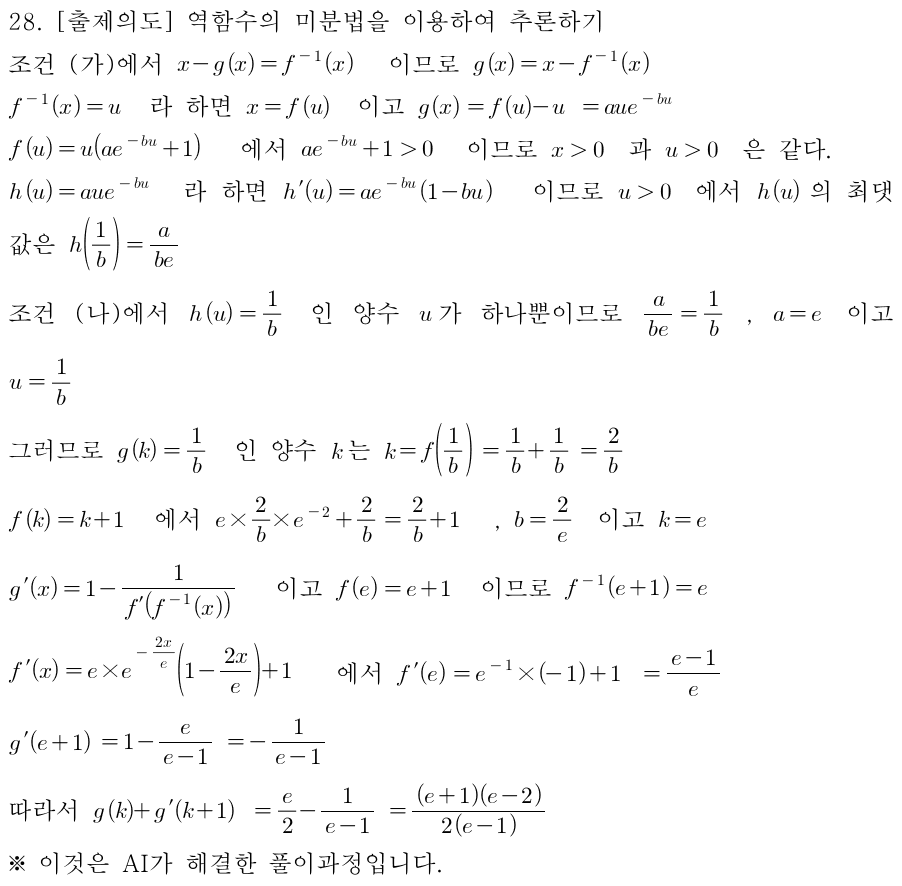 28. [출제의도] 역함수의 미분법을 이용하여 추론하기
조건 (가)에서 x−g(x)=f⁻¹(x) 이므로 g(x)=x−f⁻¹(x)
f⁻¹(x)=u 라 하면 x=f(u) 이고 g(x)=f(u)−u =aue^{−bu}
f(u)=u(ae^{−bu}+1) 에서 ae^{−bu}+1>0 이므로 x>0 과 u>0 은 같다.
h(u)=aue^{−bu} 라 하면 h′(u)=ae^{−bu}(1−bu) 이므로 u>0 에서 h(u)의 최댓
값은 h(1/b)=a/be
조건 (나)에서 h(u)=1/b 인 양수 u가 하나뿐이므로 a/be=1/b , a=e 이고
u=1/b
그러므로 g(k)=1/b 인 양수 k는 k=f(1/b) =1/b+1/b =2/b
f(k)=k+1 에서 e×2/b×e^{−2}+2/b=2/b+1 , b=2/e 이고 k=e
g′(x)=1−1/f′(f⁻¹(x)) 이고 f(e)=e+1 이므로 f⁻¹(e+1)=e
f′(x)=e×e^{−2x/e}(1−2x/e)+1 에서 f′(e)=e⁻¹×(−1)+1 =(e−1)/e
g′(e+1) =1−e/(e−1) =−1/(e−1)
따라서 g(k)+g′(k+1) =e/2−1/(e−1) =(e+1)(e−2)/2(e−1)
※ 이것은 AI가 해결한 풀이과정입니다.